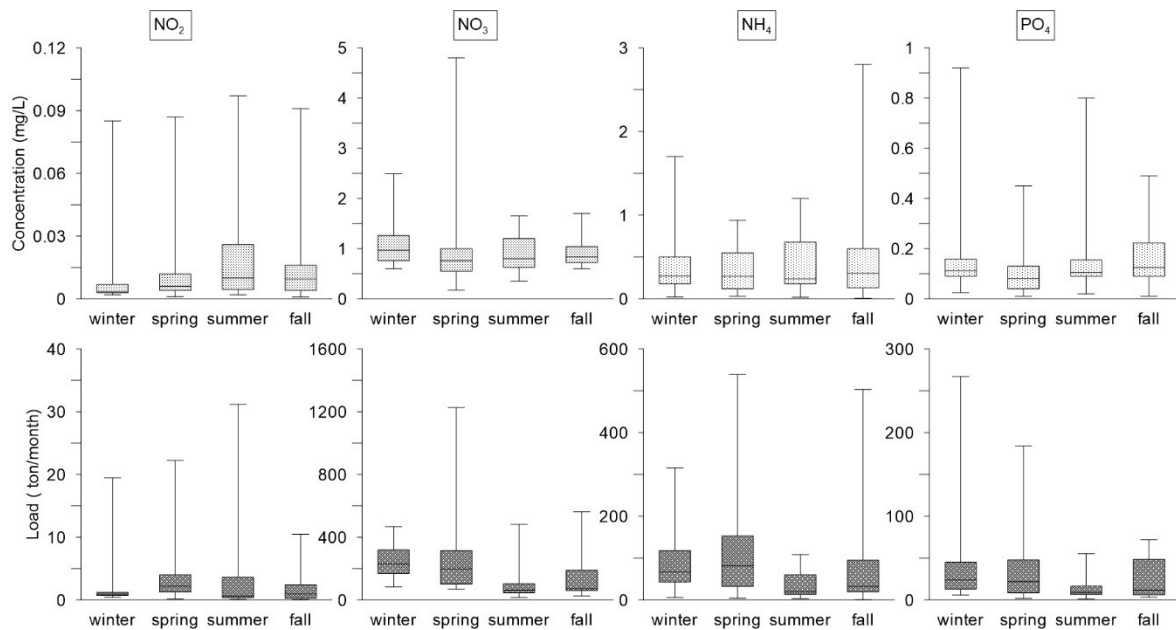 NO₂ NO₃ NH₄ PO₄
Concentration (mg/L)
0.12 5 3 1
4 0.8
0.09
2
3 0.6
0.06
2 0.4
1
0.03
1 0.2
0 0 0 0
winter spring summer fall winter spring summer fall winter spring summer fall winter spring summer fall
Load ( ton/month)
40 1600 600 300
30 1200
400 200
20 800
200 100
10 400
0 0 0 0
winter spring summer fall winter spring summer fall winter spring summer fall winter spring summer fall